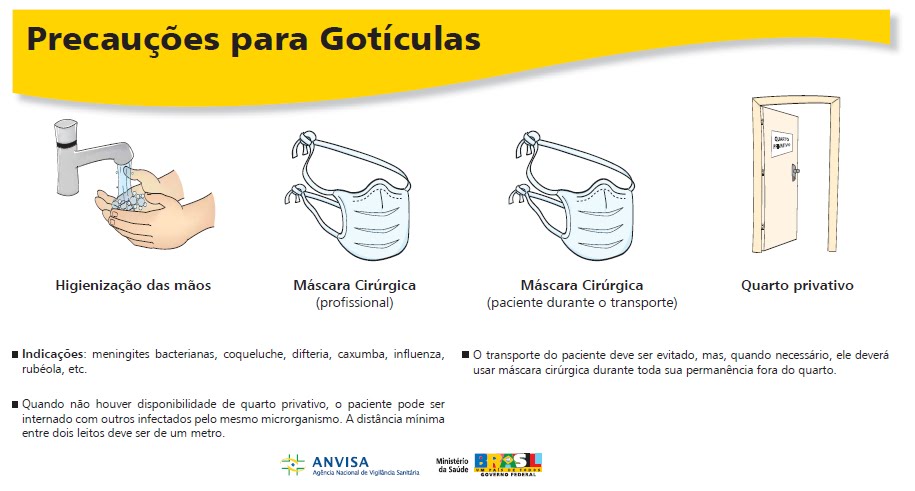 Precauções para Gotículas
QUARTO
PRIVATIVO
Higienização das mãos
Máscara Cirúrgica
(profissional)
Máscara Cirúrgica
(paciente durante o transporte)
Quarto privativo
Indicações: meningites bacterianas, coqueluche, difteria, caxumba, influenza,
rubéola, etc.
Quando não houver disponibilidade de quarto privativo, o paciente pode ser
internado com outros infectados pelo mesmo microrganismo. A distância mínima
entre dois leitos deve ser de um metro.
O transporte do paciente deve ser evitado, mas, quando necessário, ele deverá
usar máscara cirúrgica durante toda sua permanência fora do quarto.
ANVISA
Agência Nacional de Vigilância Sanitária
Ministério
da Saúde
BRASIL
UM PAÍS DE TODOS
GOVERNO FEDERAL